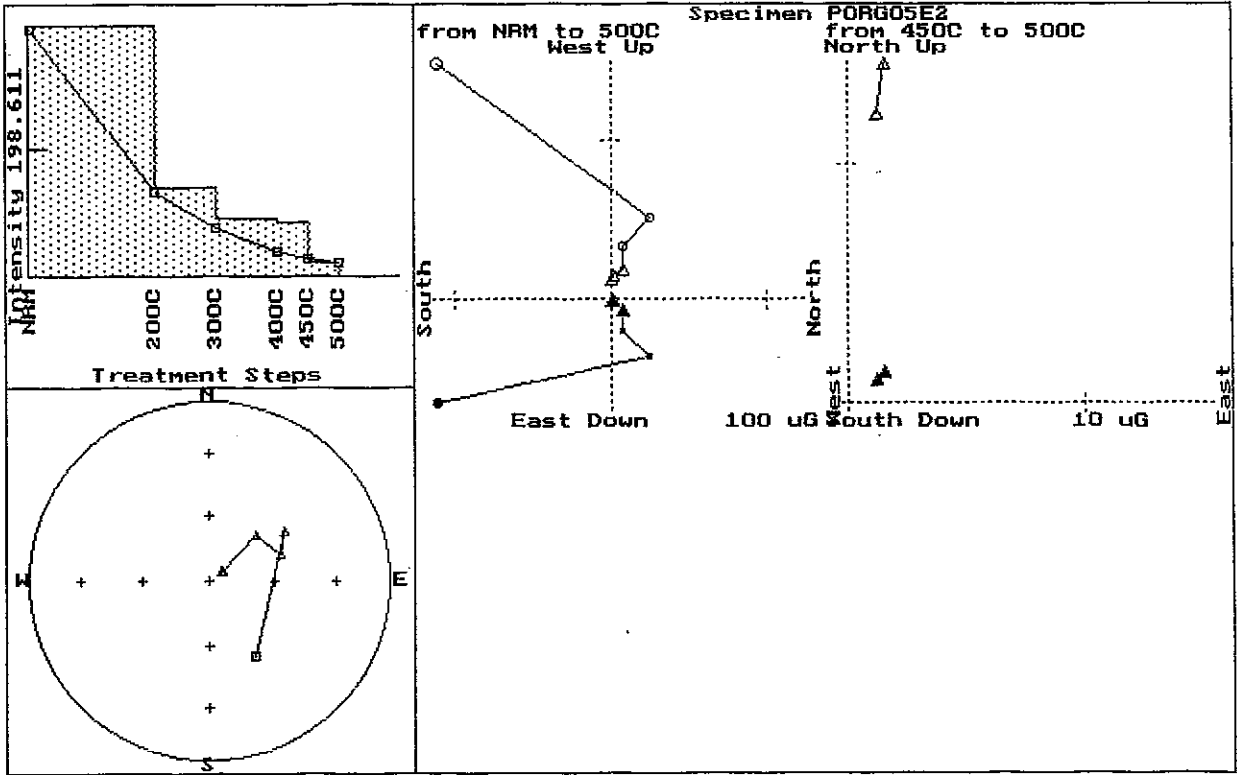 Specimen PORG05E2
from NRM to 500C
from 450C to 500C
West Up
North Up
Intensity 198.611
South
North
West
East
NRM
200C
300C
400C
450C
500C
Treatment Steps
East Down
100 uG
South Down
10 uG
N
W
E
S